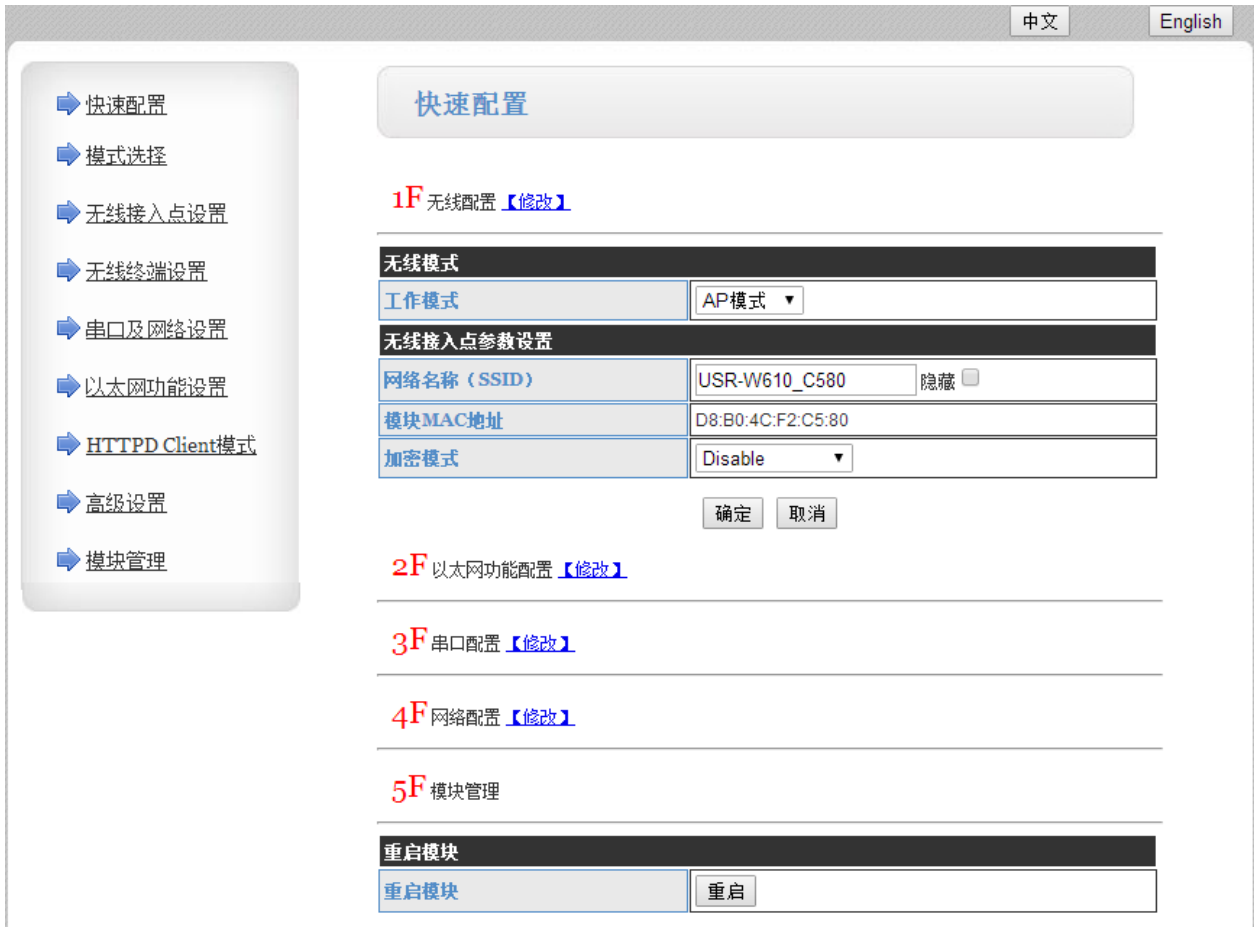 中文 English
快速配置
模式选择
无线接入点设置
无线终端设置
串口及网络设置
以太网功能设置
HTTPD Client模式
高级设置
模块管理
快速配置
1F 无线配置 【修改】
无线模式
工作模式 AP模式
无线接入点参数设置
网络名称（SSID） USR-W610_C580 隐藏
模块MAC地址 D8:B0:4C:F2:C5:80
加密模式 Disable
确定 取消
2F 以太网功能配置 【修改】
3F 串口配置 【修改】
4F 网络配置 【修改】
5F 模块管理
重启模块
重启模块 重启